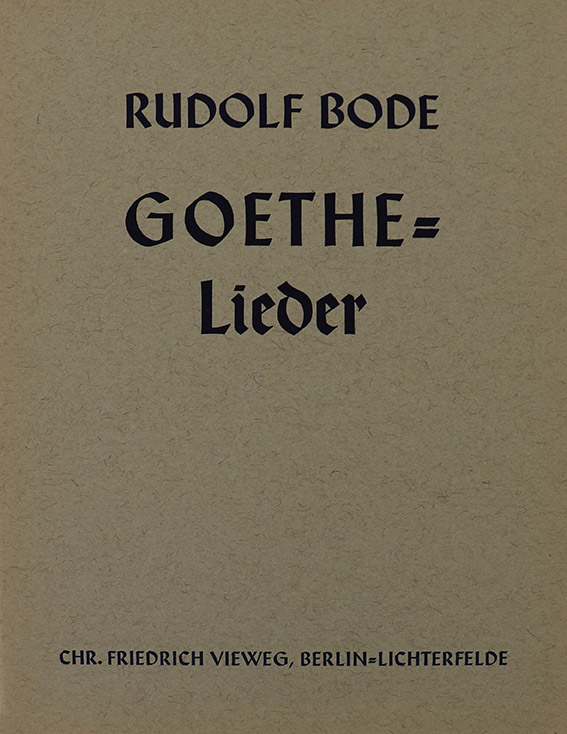 RUDOLF BODE
GOETHE=
Lieder
CHR. FRIEDRICH VIEWEG, BERLIN=LICHTERFELDE